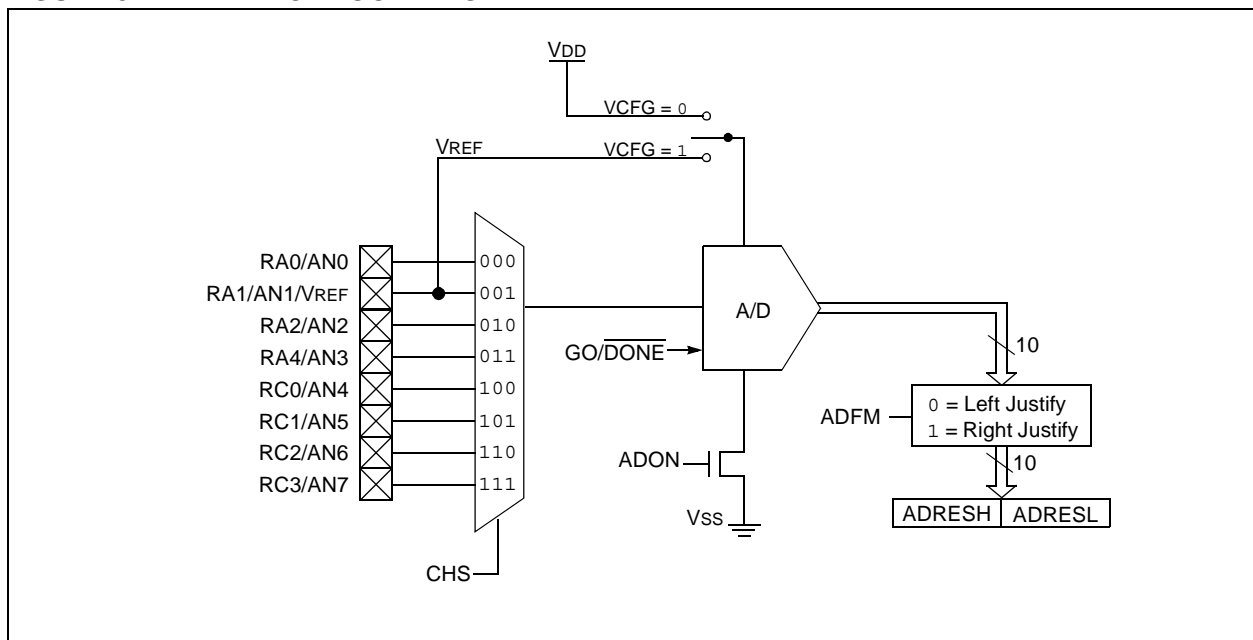 VDD
VCFG = 0
VREF
VCFG = 1
RA0/AN0
000
RA1/AN1/VREF
001
RA2/AN2
010
A/D
RA4/AN3
011
GO/DONE
10
RC0/AN4
100
0 = Left Justify
ADFM
RC1/AN5
101
1 = Right Justify
RC2/AN6
110
ADON
10
RC3/AN7
111
VSS
ADRESH
ADRESL
CHS